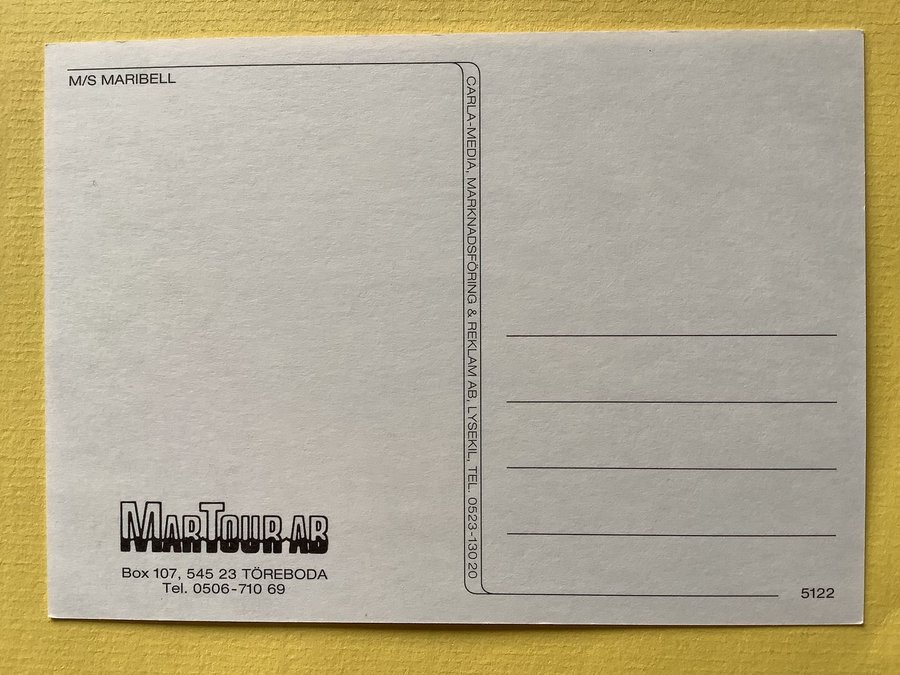 M/S MARIBELL
CARLA-MEDIA, MARKNADSFÖRING & REKLAM AB, LYSEKIL, TEL. 0523-130 20
MARTOUR AB
Box 107, 545 23 TÖREBODA
Tel. 0506-710 69
5122